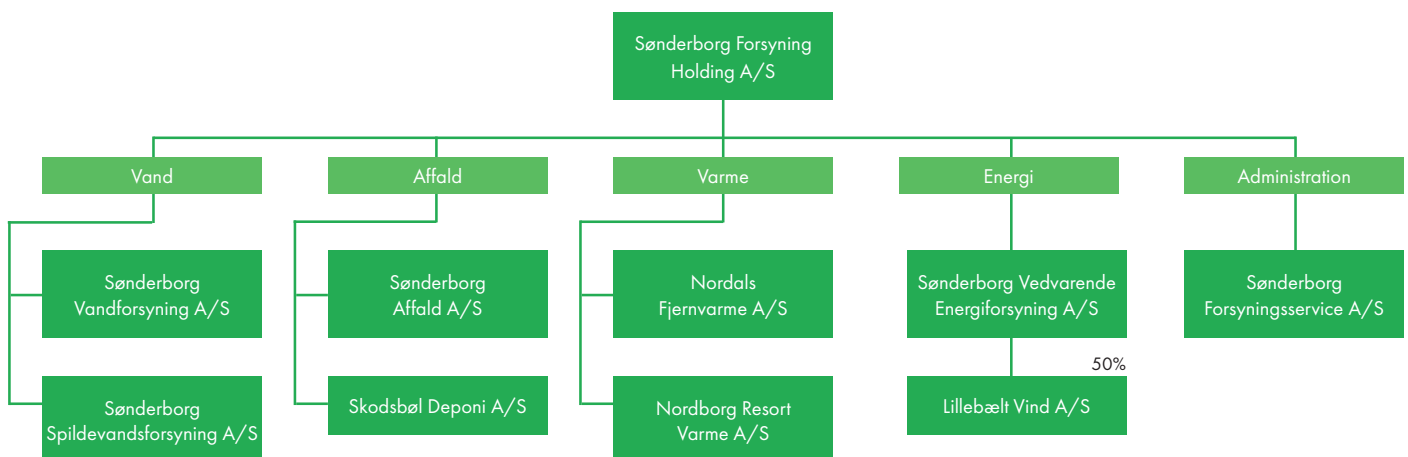 Sønderborg Forsyning
Holding A/S
Vand
Affald
Varme
Energi
Administration
Sønderborg
Vandforsyning A/S
Sønderborg
Affald A/S
Nordals
Fjernvarme A/S
Sønderborg Vedvarende
Energiforsyning A/S
Sønderborg
Forsyningsservice A/S
50%
Sønderborg
Spildevandsforsyning A/S
Skodsbøl Deponi A/S
Nordborg Resort
Varme A/S
Lillebælt Vind A/S